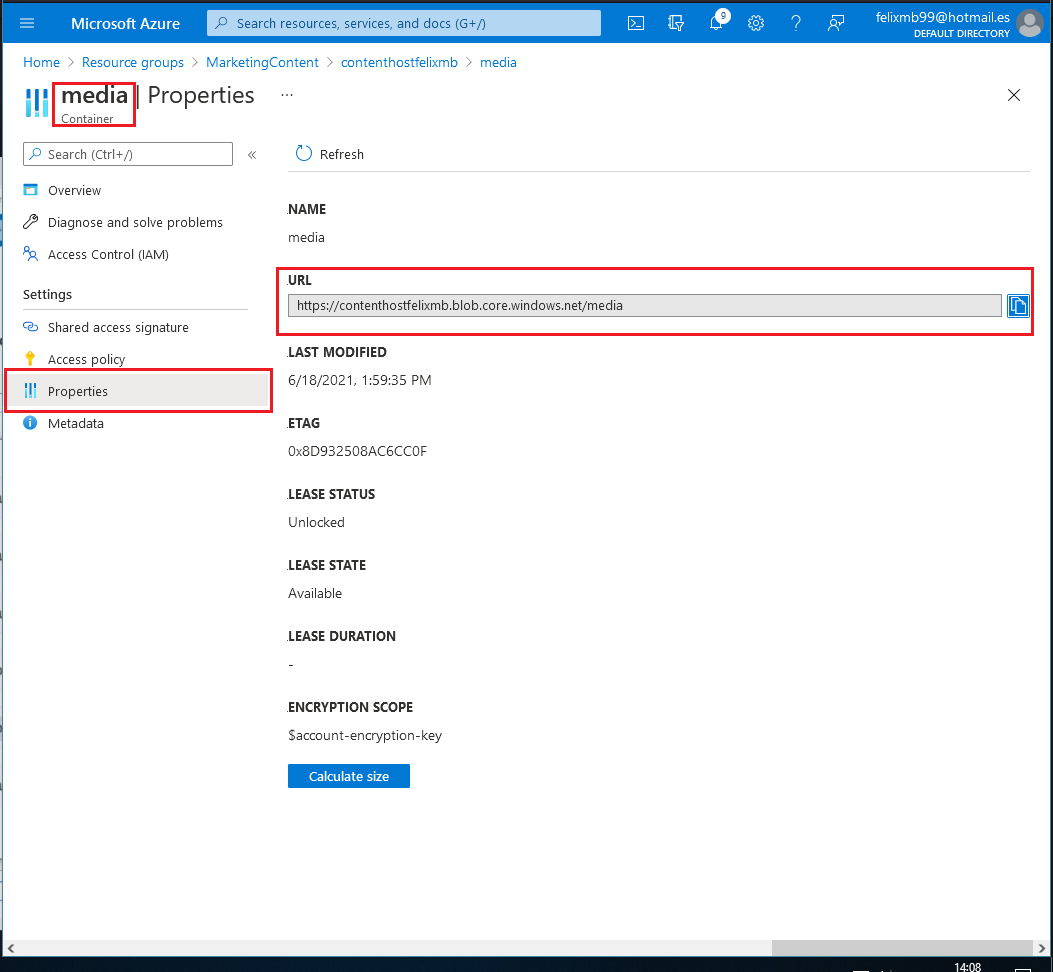 Microsoft Azure
Search resources, services, and docs (G+/)
9
felixmb99@hotmail.es
DEFAULT DIRECTORY
Home > Resource groups > MarketingContent > contenthostfelixmb > media
media | Properties ...
Container
Search (Ctrl+/)
«
Refresh
Overview
Diagnose and solve problems
Access Control (IAM)
Settings
Shared access signature
Access policy
Properties
Metadata
NAME
media
URL
https://contenthostfelixmb.blob.core.windows.net/media
LAST MODIFIED
6/18/2021, 1:59:35 PM
ETAG
0x8D932508AC6CC0F
LEASE STATUS
Unlocked
LEASE STATE
Available
LEASE DURATION
-
ENCRYPTION SCOPE
$account-encryption-key
Calculate size
14:08